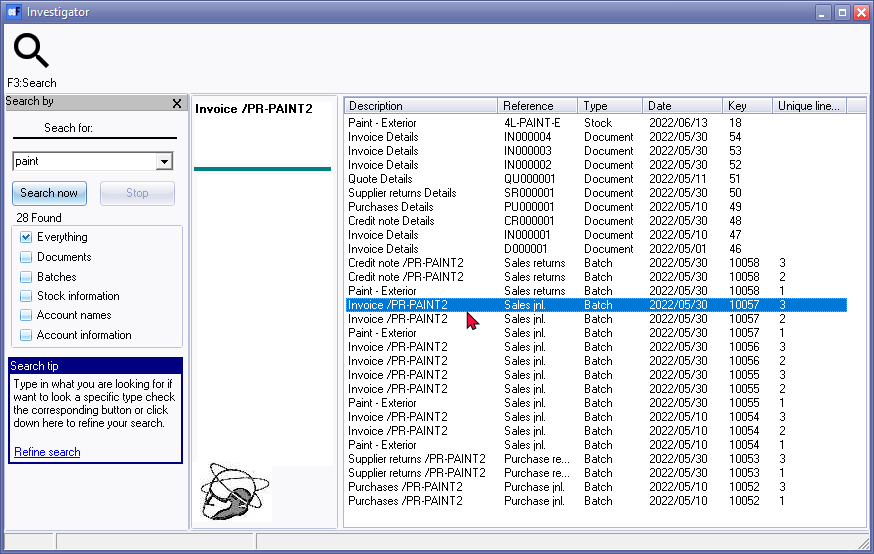 Investigator
F3:Search
Search by
Search for:
paint
Search now Stop
28 Found
Everything
Documents
Batches
Stock information
Account names
Account information
Search tip
Type in what you are looking for if
want to look a specific type check
the corresponding button or click
down here to refine your search.
Refine search
Invoice /PR-PAINT2
Description Reference Type Date Key Unique line...
Paint - Exterior 4L-PAINT-E Stock 2022/06/13 18
Invoice Details IN000004 Document 2022/05/30 54
Invoice Details IN000003 Document 2022/05/30 53
Invoice Details IN000002 Document 2022/05/30 52
Quote Details QU000001 Document 2022/05/11 51
Supplier returns Details SR000001 Document 2022/05/30 50
Purchases Details PU000001 Document 2022/05/10 49
Credit note Details CR000001 Document 2022/05/30 48
Invoice Details IN000001 Document 2022/05/10 47
Invoice Details D000001 Document 2022/05/01 46
Credit note /PR-PAINT2 Sales returns Batch 2022/05/30 10058 3
Credit note /PR-PAINT2 Sales returns Batch 2022/05/30 10058 2
Paint - Exterior Sales returns Batch 2022/05/30 10058 1
Invoice /PR-PAINT2 Sales jnl. Batch 2022/05/30 10057 3
Invoice /PR-PAINT2 Sales jnl. Batch 2022/05/30 10057 2
Paint - Exterior Sales jnl. Batch 2022/05/30 10057 1
Invoice /PR-PAINT2 Sales jnl. Batch 2022/05/30 10056 3
Invoice /PR-PAINT2 Sales jnl. Batch 2022/05/30 10056 2
Invoice /PR-PAINT2 Sales jnl. Batch 2022/05/30 10055 3
Invoice /PR-PAINT2 Sales jnl. Batch 2022/05/30 10055 2
Paint - Exterior Sales jnl. Batch 2022/05/30 10055 1
Invoice /PR-PAINT2 Sales jnl. Batch 2022/05/10 10054 3
Invoice /PR-PAINT2 Sales jnl. Batch 2022/05/10 10054 2
Paint - Exterior Sales jnl. Batch 2022/05/10 10054 1
Supplier returns /PR-PAINT2 Purchase re... Batch 2022/05/30 10053 3
Supplier returns /PR-PAINT2 Purchase re... Batch 2022/05/30 10053 1
Purchases /PR-PAINT2 Purchase jnl. Batch 2022/05/10 10052 3
Purchases /PR-PAINT2 Purchase jnl. Batch 2022/05/10 10052 1